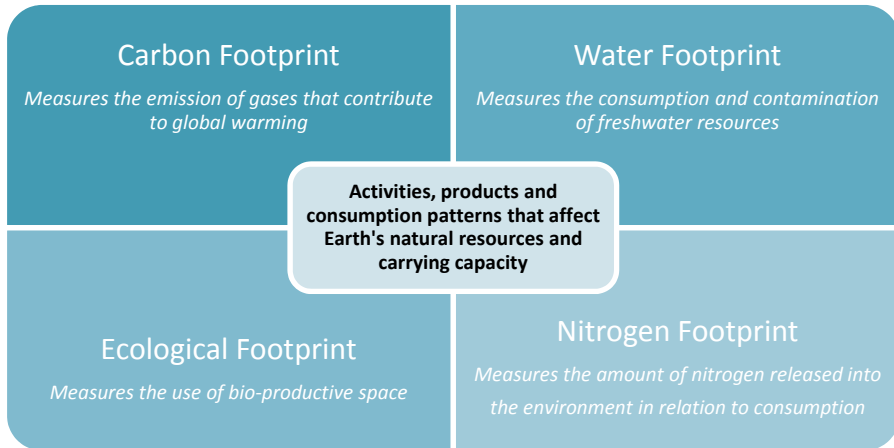 Carbon Footprint
Measures the emission of gases that contribute
to global warming
Water Footprint
Measures the consumption and contamination
of freshwater resources
Activities, products and
consumption patterns that affect
Earth's natural resources and
carrying capacity
Ecological Footprint
Measures the use of bio-productive space
Nitrogen Footprint
Measures the amount of nitrogen released into
the environment in relation to consumption